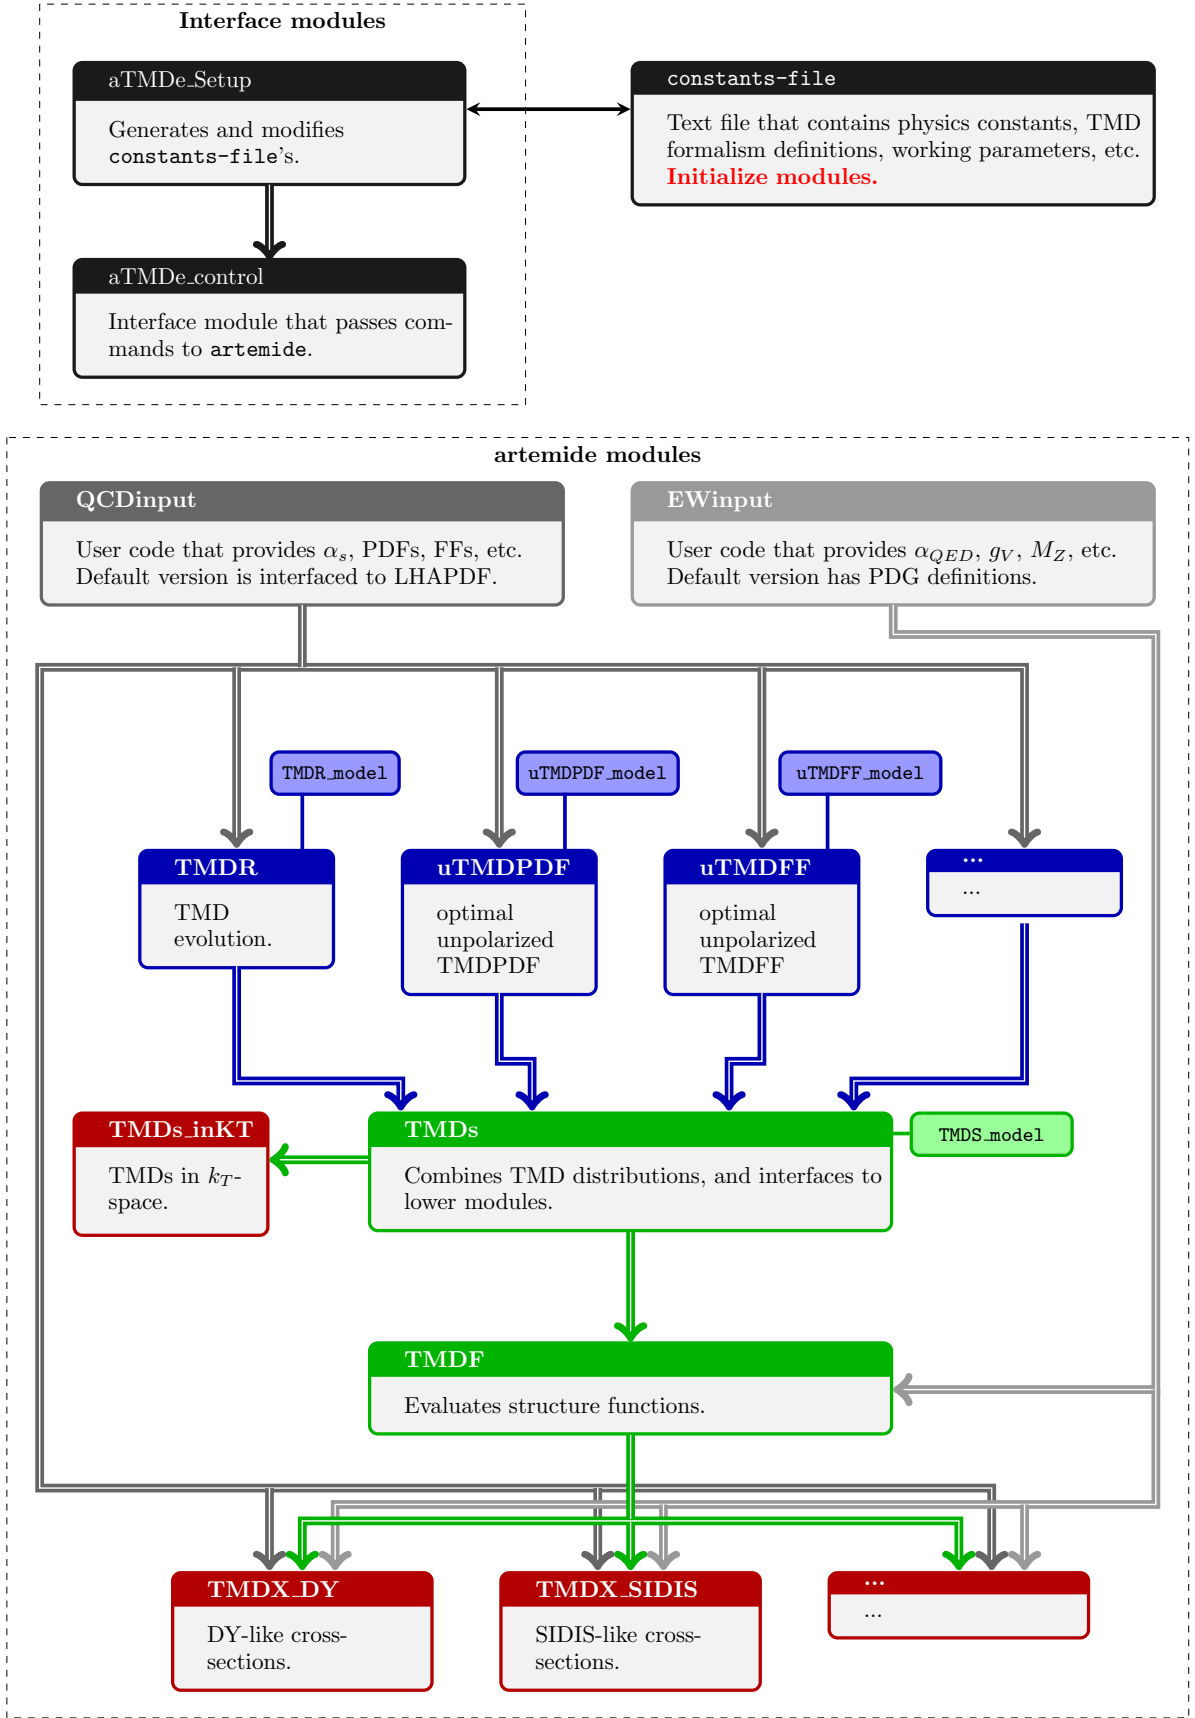 Interface modules
aTMDe_Setup
Generates and modifies
constants-file's.
constants-file
Text file that contains physics constants, TMD
formalism definitions, working parameters, etc.
Initialize modules.
aTMDe_control
Interface module that passes com-
mands to artemide.
artemide modules
QCDinput
User code that provides αs, PDFs, FFs, etc.
Default version is interfaced to LHAPDF.
EWinput
User code that provides αQED, gV, MZ, etc.
Default version has PDG definitions.
TMDR_model
uTMDPDF_model
uTMDFF_model
TMDR
TMD
evolution.
uTMDPDF
optimal
unpolarized
TMDPDF
uTMDFF
optimal
unpolarized
TMDFF
...
...
TMDs_inKT
TMDs in kT-
space.
TMDs
Combines TMD distributions, and interfaces to
lower modules.
TMDS_model
TMDF
Evaluates structure functions.
TMDX_DY
DY-like cross-
sections.
TMDX_SIDIS
SIDIS-like cross-
sections.
...
...